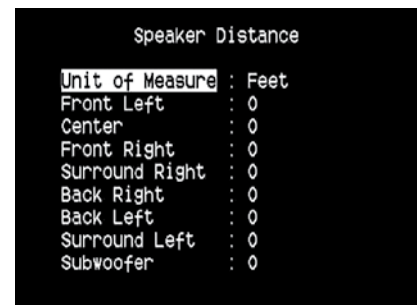 Speaker Distance
Unit of Measure : Feet
Front Left : 0
Center : 0
Front Right : 0
Surround Right : 0
Back Right : 0
Back Left : 0
Surround Left : 0
Subwoofer : 0